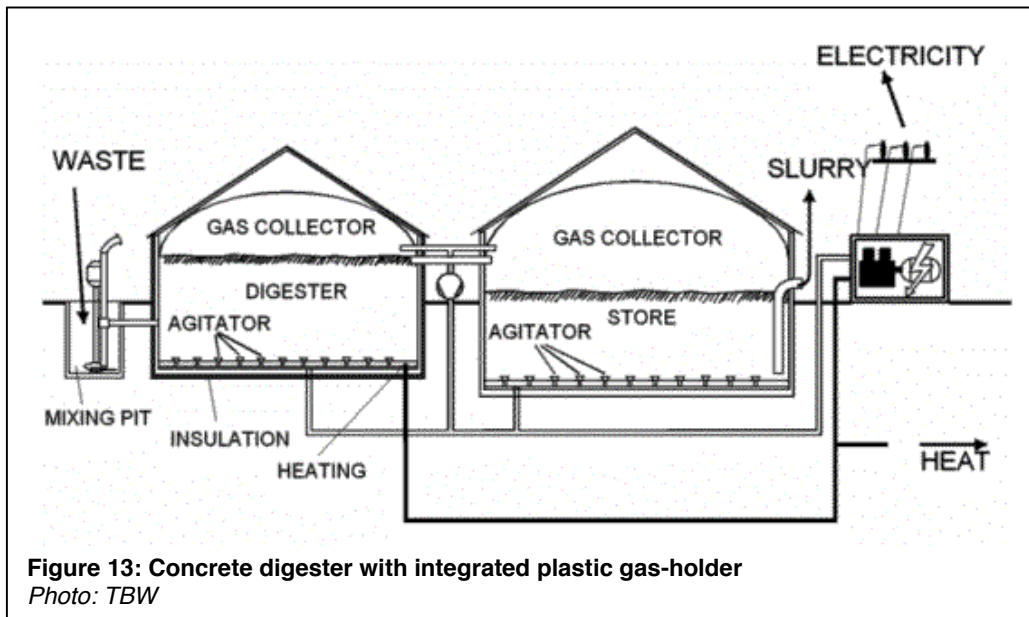 ELECTRICITY
WASTE
SLURRY
GAS COLLECTOR
GAS COLLECTOR
DIGESTER
STORE
AGITATOR
AGITATOR
MIXING PIT
INSULATION
HEATING
HEAT
Figure 13: Concrete digester with integrated plastic gas-holder
Photo: TBW